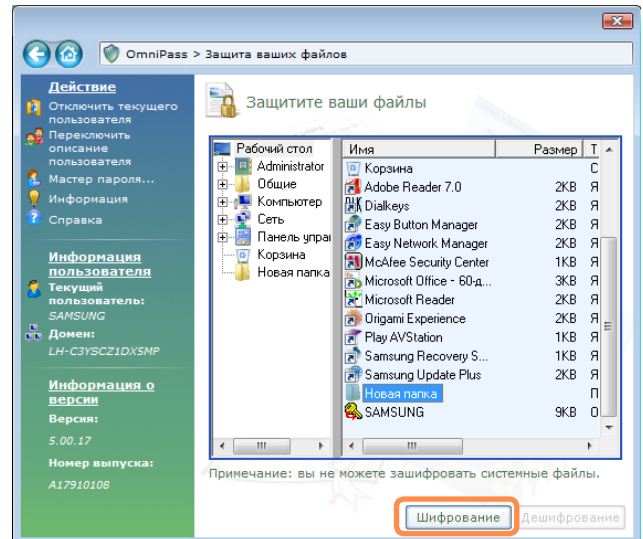 OmniPass > Защита ваших файлов
Действие
Отключить текущего
пользователя
Переключить
описание
пользователя
Мастер пароля...
Информация
Справка
Информация
пользователя
Текущий
пользователь:
SAMSUNG
Домен:
LH-C3YSCZ1DX5MP
Информация о
версии
Версия:
5.00.17
Номер выпуска:
A17910108
Защитите ваши файлы
Рабочий стол
Administrator
Общие
Компьютер
Сеть
Панель упра
Корзина
Новая папка
Имя Размер Т
Корзина С
Adobe Reader 7.0 2KB Я
Dialkeys 2KB Я
Easy Button Manager 2KB Я
Easy Network Manager 2KB Я
McAfee Security Center 1KB Я
Microsoft Office - 60-д... 3KB Я
Microsoft Reader 2KB Я
Origami Experience 2KB Я
Play AVStation 1KB Я
Samsung Recovery S... 1KB Я
Samsung Update Plus 2KB Я
Новая папка П
SAMSUNG 9KB О
Примечание: вы не можете зашифровать системные файлы.
Шифрование Дешифрование